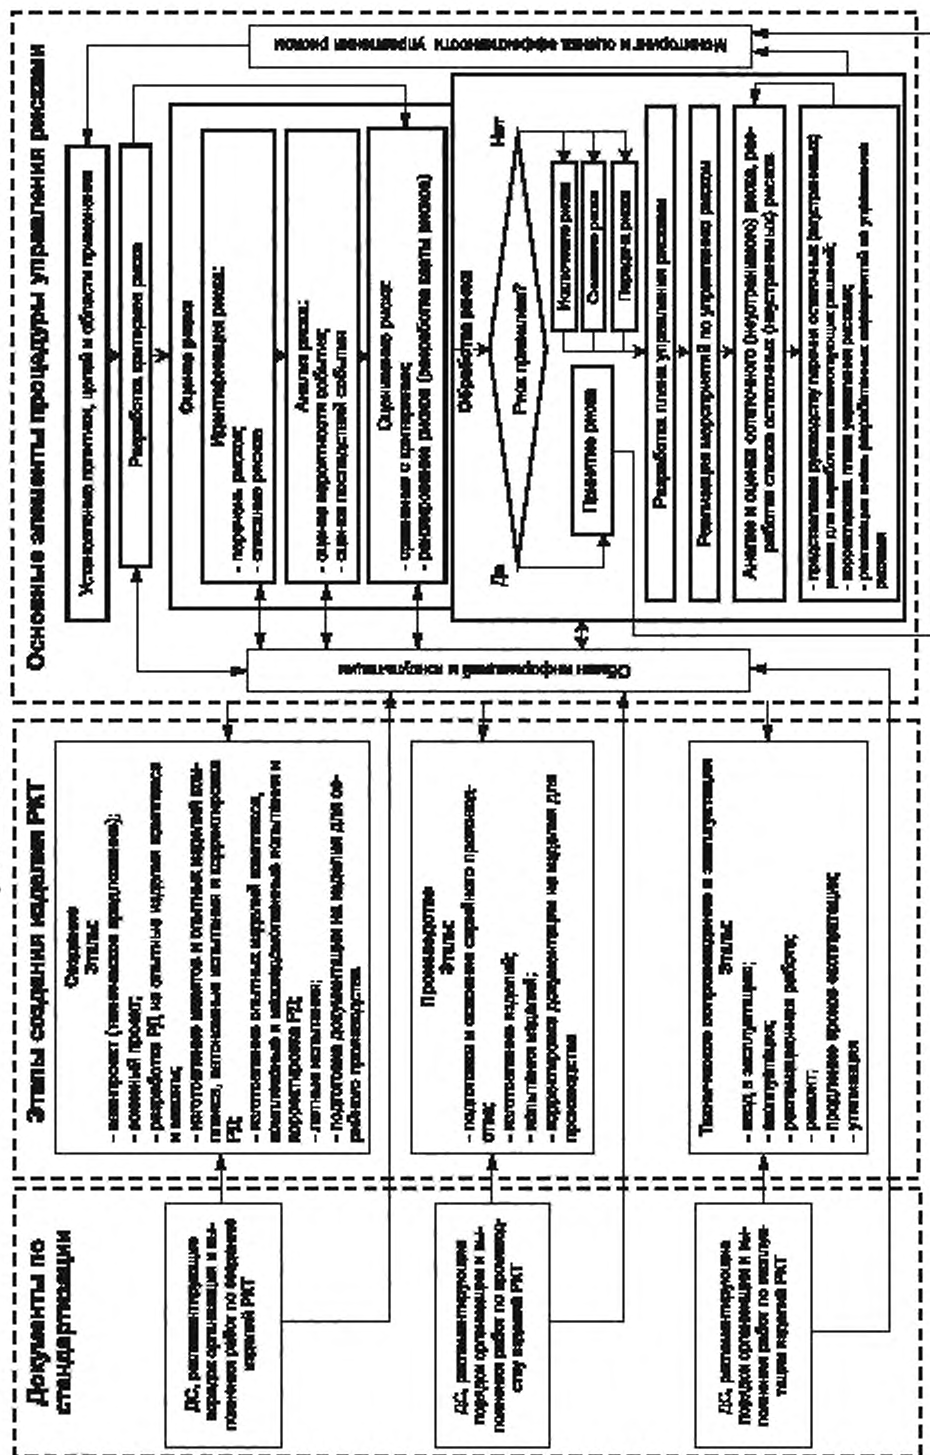 Документы по
стандартизации
ДС, регламентирующие
порядок организации и вы-
полнения работ по созданию
изделий РКТ
ДС, регламентирующие
порядок организации и вы-
полнения работ по производ-
ству изделий РКТ
ДС, регламентирующие
порядок организации и вы-
полнения работ по эксплуа-
тации изделий РКТ
Этапы создания изделия РКТ
Создание
Этапы:
- аванпроект (техническое предложение);
- эскизный проект;
- разработка РД на опытные изделия комплекса
и макеты;
- изготовление макетов и опытных изделий ком-
плекса, автономные испытания и корректировка
РД;
- изготовление опытных изделий комплекса,
комплексные и межведомственные испытания и
корректировка РД;
- летные испытания;
- подготовка документации на изделия для се-
рийного производства
Производство
Этапы:
- подготовка и освоение серийного производ-
ства;
- изготовление изделий;
- испытания изделий;
- корректировка документации на изделия для
производства
Техническое сопровождение и эксплуатация
Этапы:
- ввод в эксплуатацию;
- эксплуатация;
- регламентные работы;
- ремонт;
- продление сроков эксплуатации;
- утилизация
Основные элементы процедуры управления рисками
Установление политики, целей и области применения
Разработка критериев риска
Оценка риска
Идентификация риска:
- перечень рисков;
- описание рисков
Анализ риска:
- оценка вероятности события;
- оценка последствий события
Оценивание риска:
- сравнение с критериями;
- ранжирование рисков (разработка карты рисков)
Обработка риска
Да
Риск приемлем?
Нет
Принятие риска
Исключение риска
Снижение риска
Передача риска
Разработка плана управления рисками
Реализация мероприятий по управлению риском
Анализ и оценка остаточного (неустранимого) риска, раз-
работка списка остаточных (неустранимых) рисков
- представление руководству перечня остаточных (неустранимых)
рисков для выработки компенсирующих решений;
- корректировка плана управления рисками;
- реализация вновь разработанных мероприятий по управлению
рисками
Обмен информацией и консультации
Мониторинг и оценка эффективности управления риском